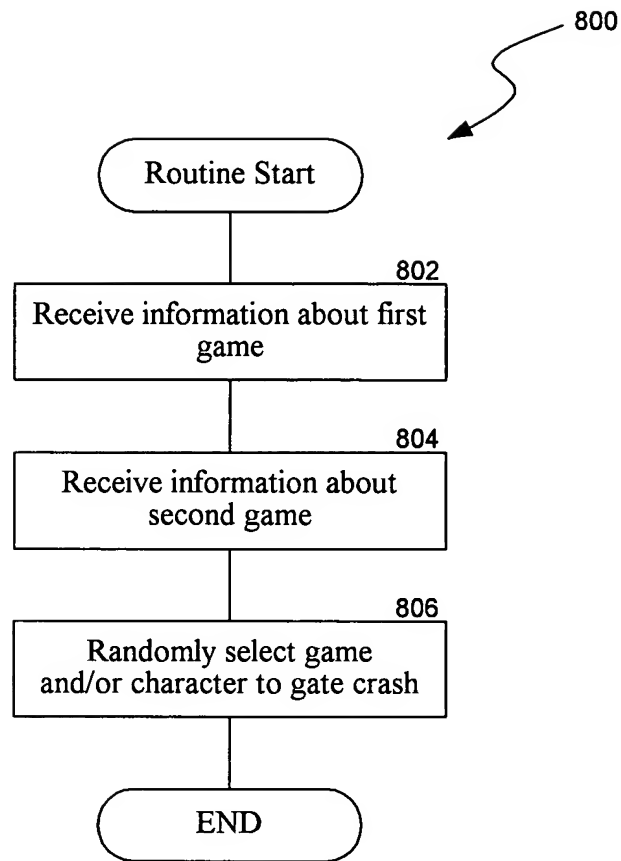 800
Routine Start
802
Receive information about first
game
804
Receive information about
second game
806
Randomly select game
and/or character to gate crash
END